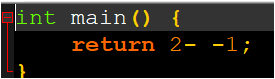 int main() {
    return 2- -1;
}